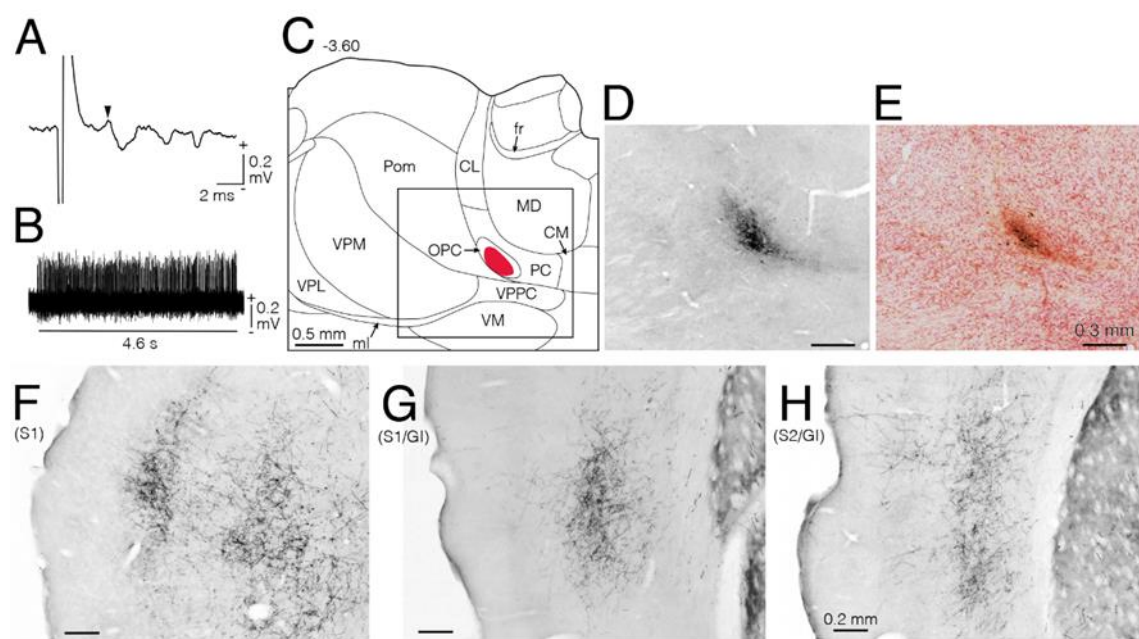 A
+
0.2
mV
-
2 ms
B
+
0.2
mV
-
4.6 s
C -3.60
fr
Pom
CL
MD
CM
VPM
OPC
PC
VPL
VPPC
VM
0.5 mm
ml
D
E
0.3 mm
F
(S1)
G
(S1/GI)
H
(S2/GI)
0.2 mm